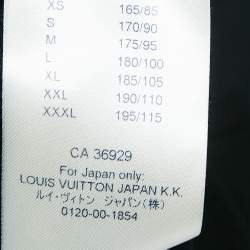 XS 165/85
S 170/90
M 175/95
L 180/100
XL 185/105
XXL 190/110
XXXL 195/115
CA 36929
For Japan only:
LOUIS VUITTON JAPAN K.K.
ルイ・ヴィトン ジャパン(株)
0120-00-1854